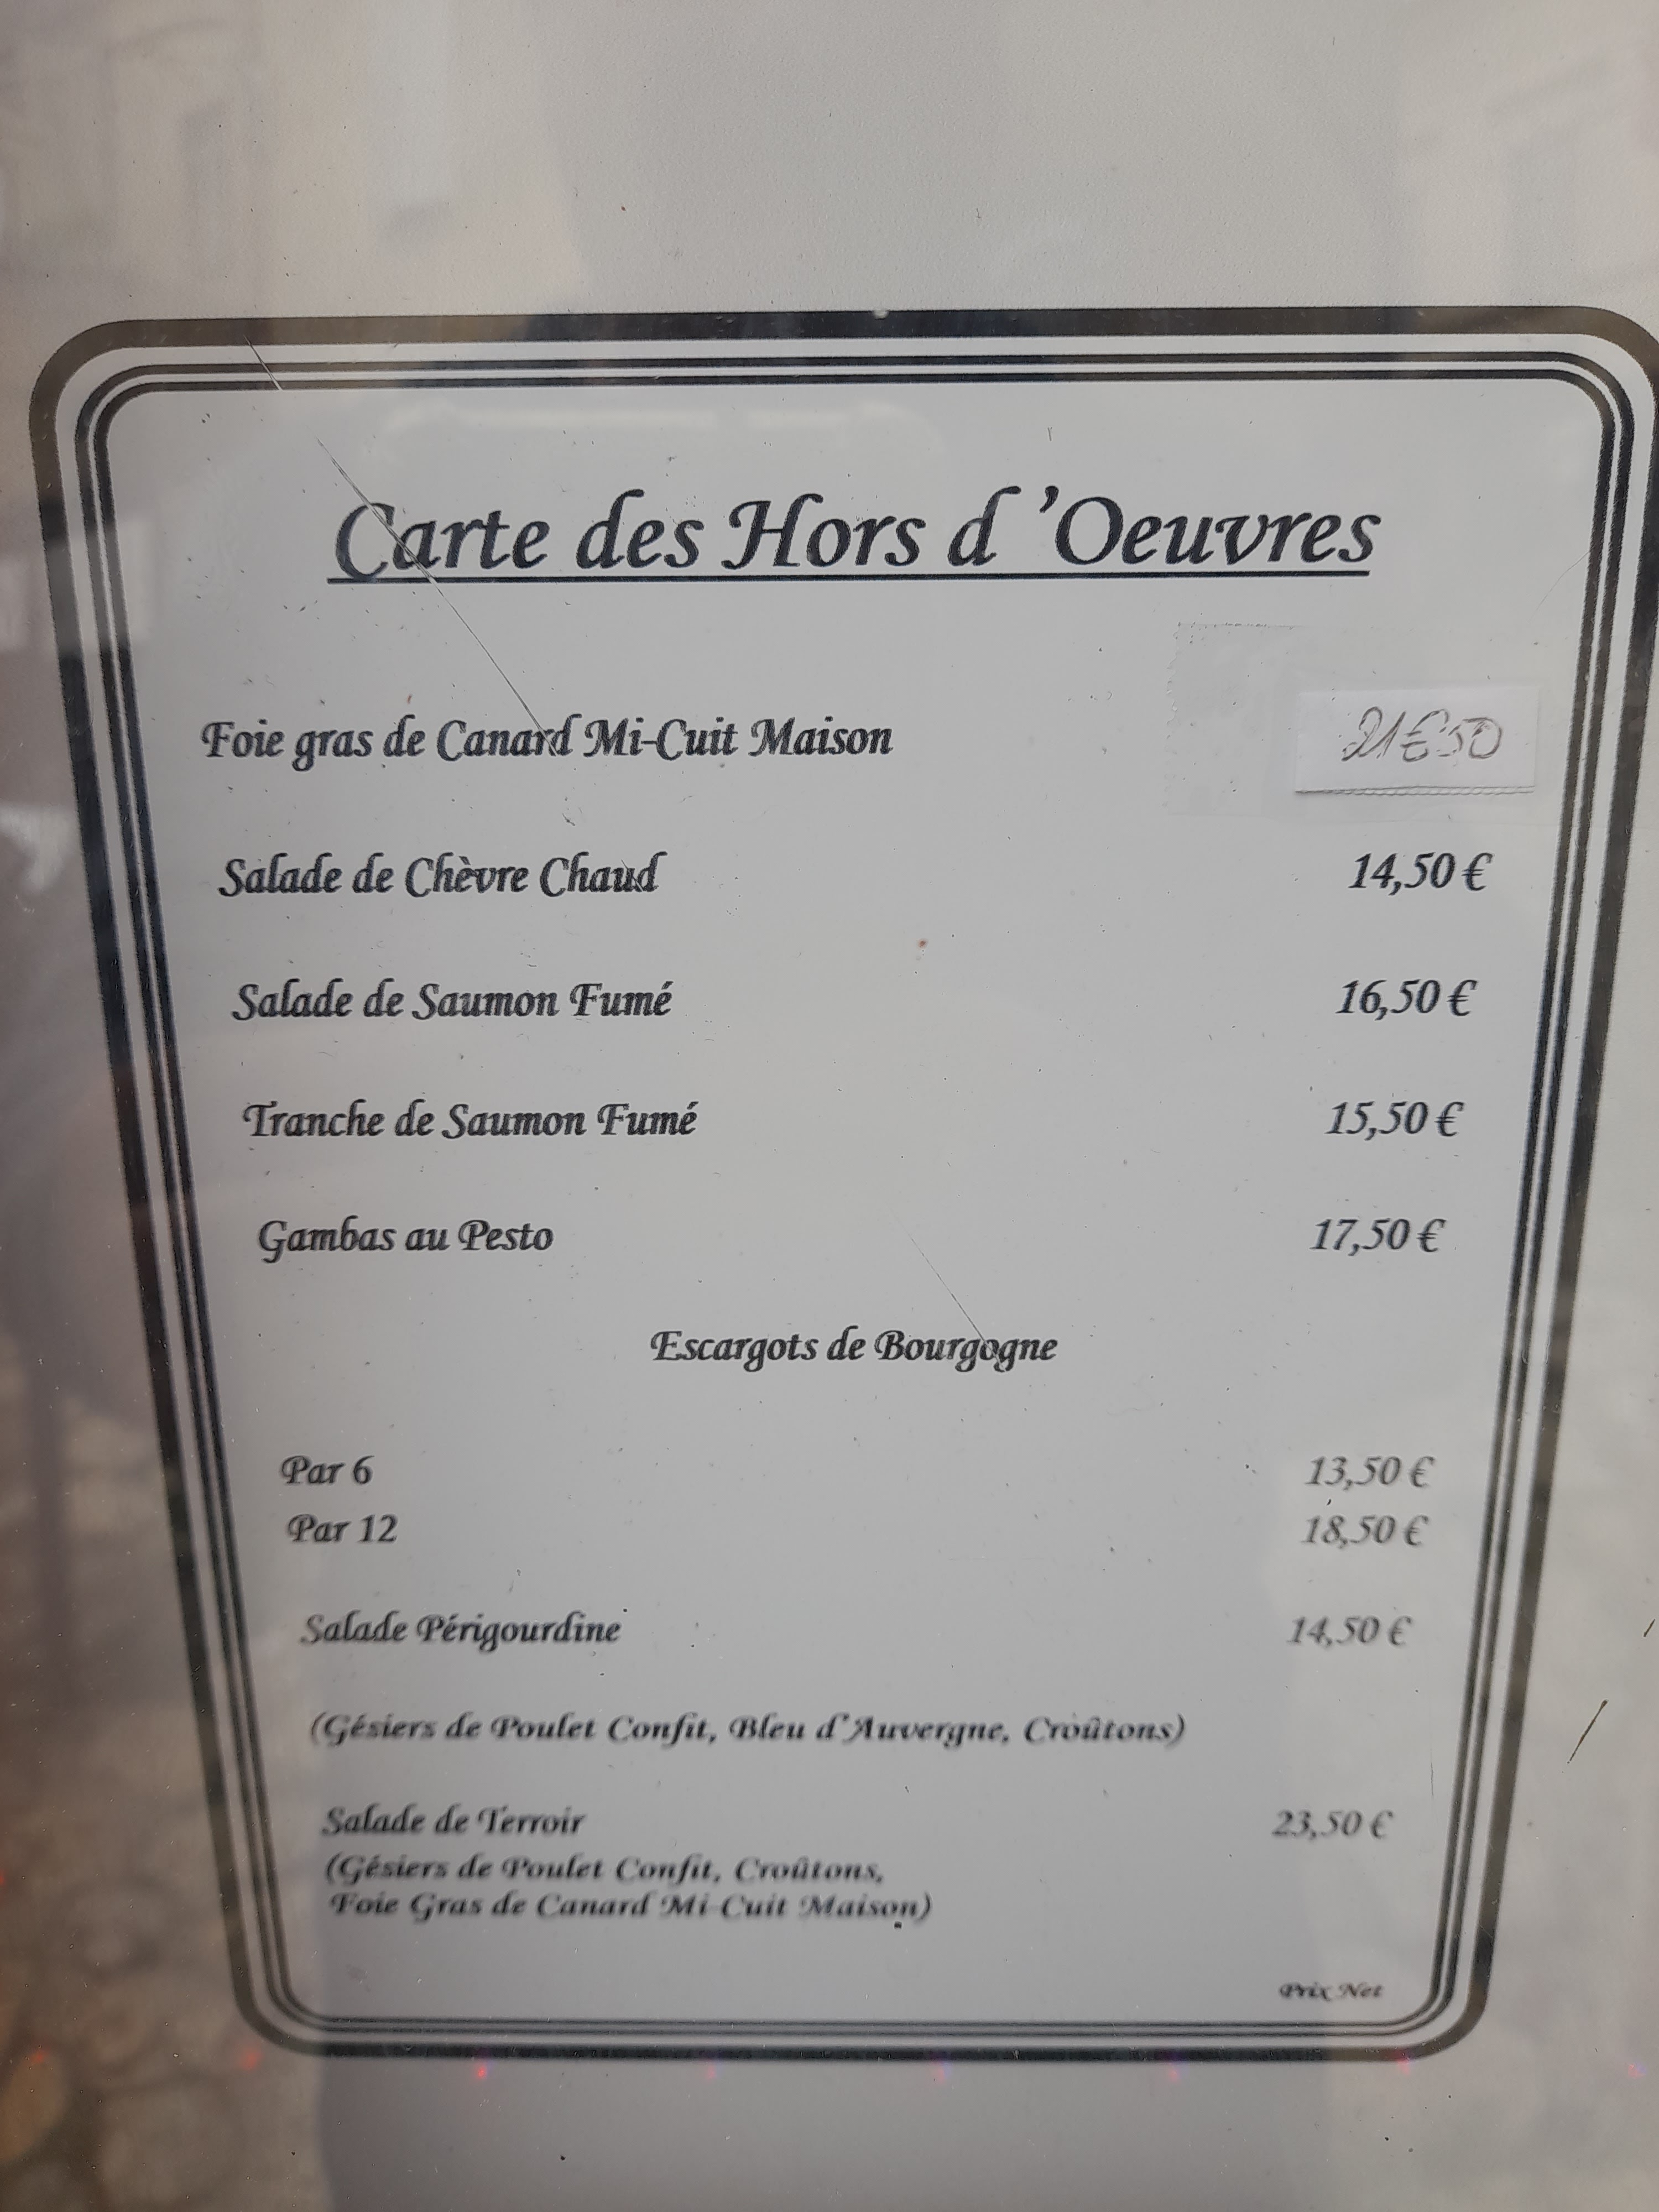 Carte des Hors d 'Oeuvres
Foie gras de Canard Mi-Cuit Maison 21€50
Salade de Chèvre Chaud 14,50 €
Salade de Saumon Fumé 16,50 €
Tranche de Saumon Fumé 15,50 €
Gambas au Pesto 17,50 €
Escargots de Bourgogne
Par 6 13,50 €
Par 12 18,50 €
Salade Périgourdine 14,50 €
(Gésiers de Poulet Confit, Bleu d'Auvergne, Croûtons)
Salade de Terroir 23,50 €
(Gésiers de Poulet Confit, Croûtons,
Foie Gras de Canard Mi-Cuit Maison)
Prix Net